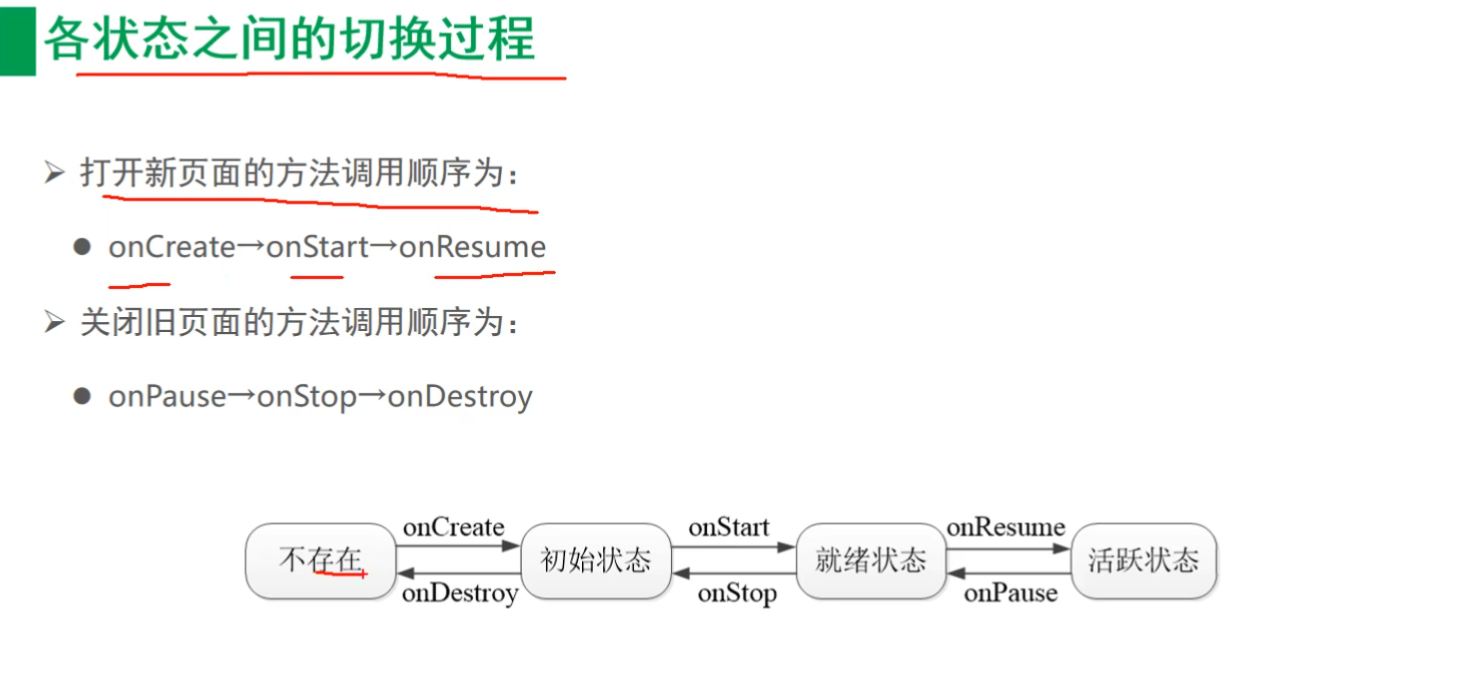 各状态之间的切换过程
➢ 打开新页面的方法调用顺序为：
● onCreate→onStart→onResume
➢ 关闭旧页面的方法调用顺序为：
● onPause→onStop→onDestroy
onCreate onStart onResume
不存在 初始状态 就绪状态 活跃状态
onDestroy onStop onPause